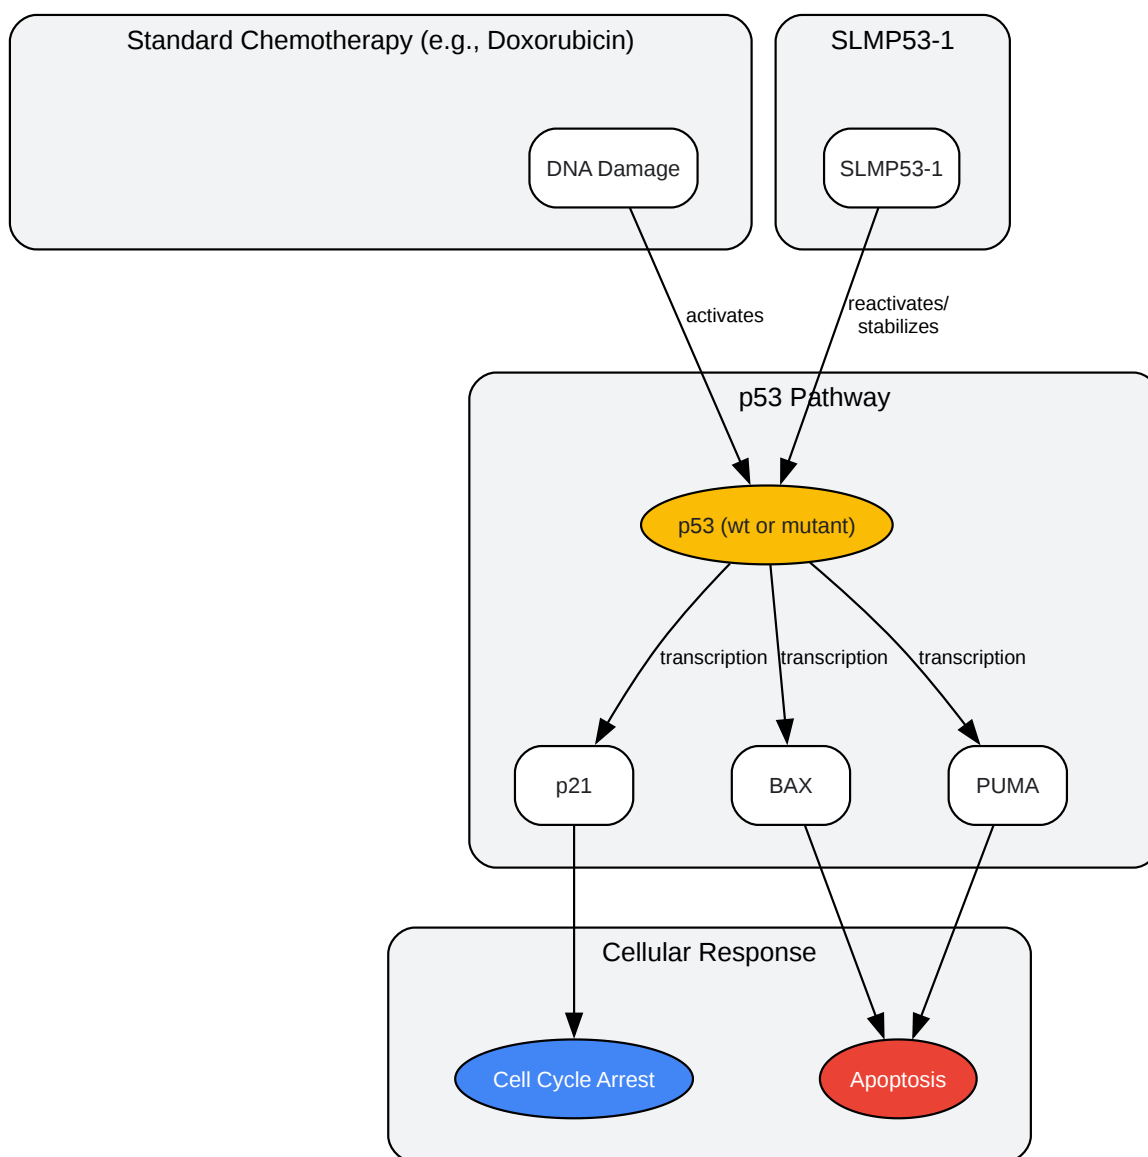 Standard Chemotherapy (e.g., Doxorubicin)
SLMP53-1
DNA Damage
SLMP53-1
activates
reactivates/
stabilizes
p53 Pathway
p53 (wt or mutant)
transcription
transcription
transcription
p21
BAX
PUMA
Cellular Response
Cell Cycle Arrest
Apoptosis